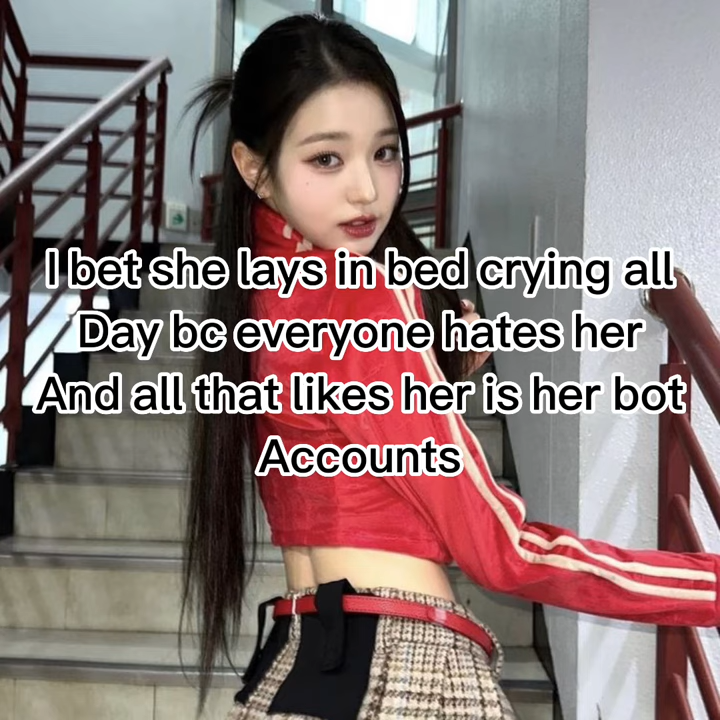 I bet she lays in bed crying all
Day bc everyone hates her
And all that likes her is her bot
Accounts